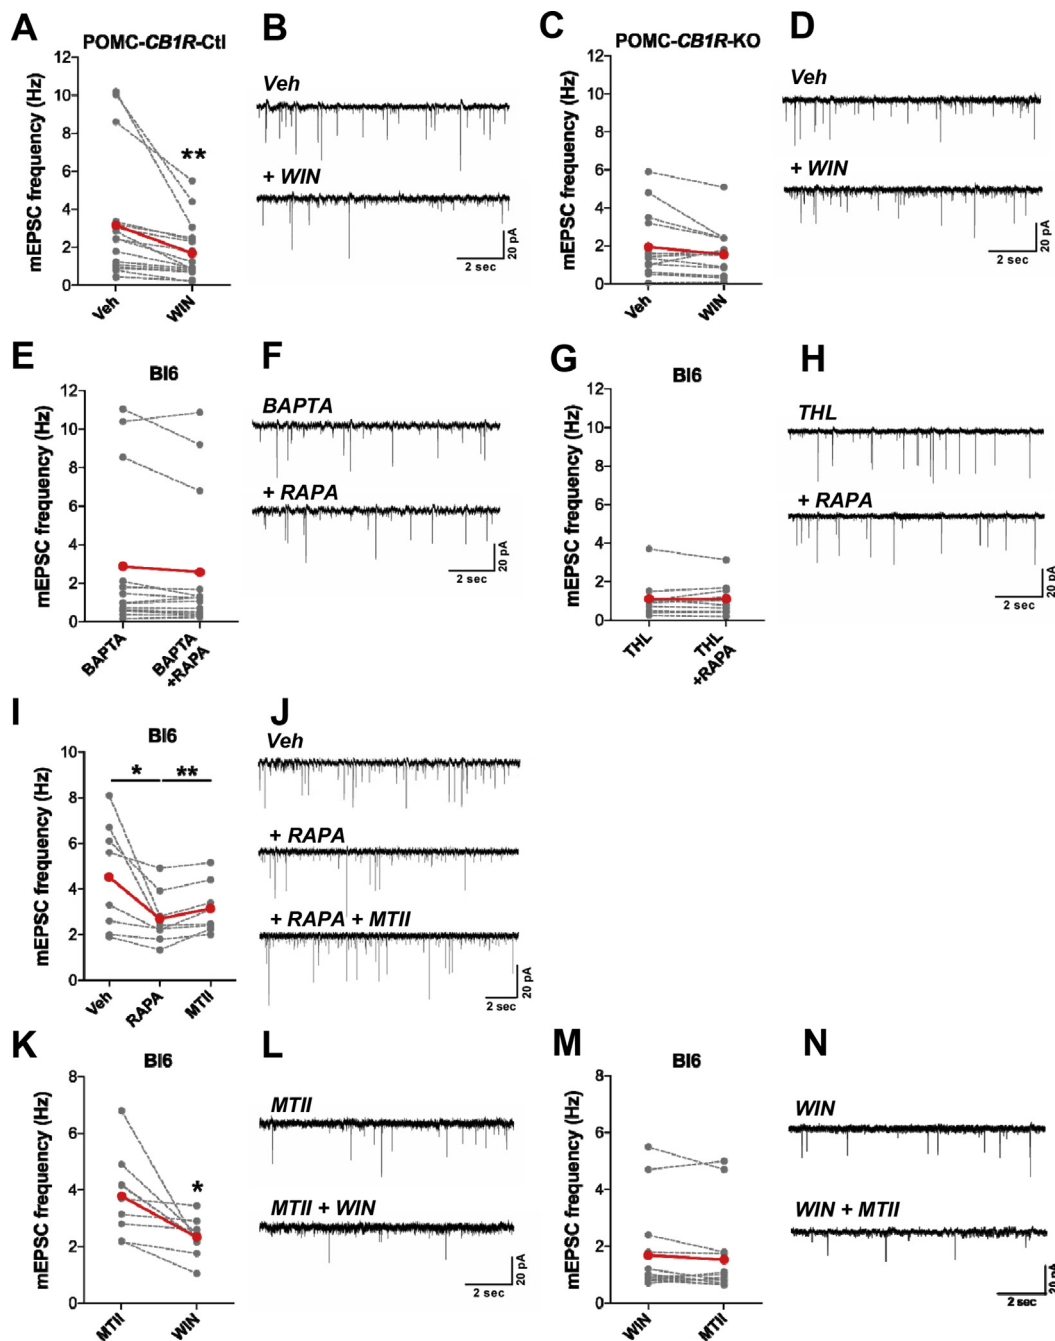 A
POMC-CB1R-Ctl
mEPSC frequency (Hz)
12
10
8
6
4
2
0
**
Veh
WIN
B
Veh
+ WIN
2 sec
20 pA
C
POMC-CB1R-KO
mEPSC frequency (Hz)
12
10
8
6
4
2
0
Veh
WIN
D
Veh
+ WIN
2 sec
20 pA
E
Bl6
mEPSC frequency (Hz)
12
10
8
6
4
2
0
BAPTA
BAPTA
+RAPA
F
BAPTA
+ RAPA
2 sec
20 pA
G
Bl6
mEPSC frequency (Hz)
12
10
8
6
4
2
0
THL
THL
+RAPA
H
THL
+ RAPA
2 sec
20 pA
I
Bl6
mEPSC frequency (Hz)
10
8
6
4
2
0
*
**
Veh
RAPA
MTII
J
Veh
+ RAPA
+ RAPA + MTII
2 sec
20 pA
K
Bl6
mEPSC frequency (Hz)
8
6
4
2
0
*
MTII
WIN
L
MTII
MTII + WIN
2 sec
20 pA
M
Bl6
mEPSC frequency (Hz)
8
6
4
2
0
WIN
MTII
N
WIN
WIN + MTII
2 sec
20 pA